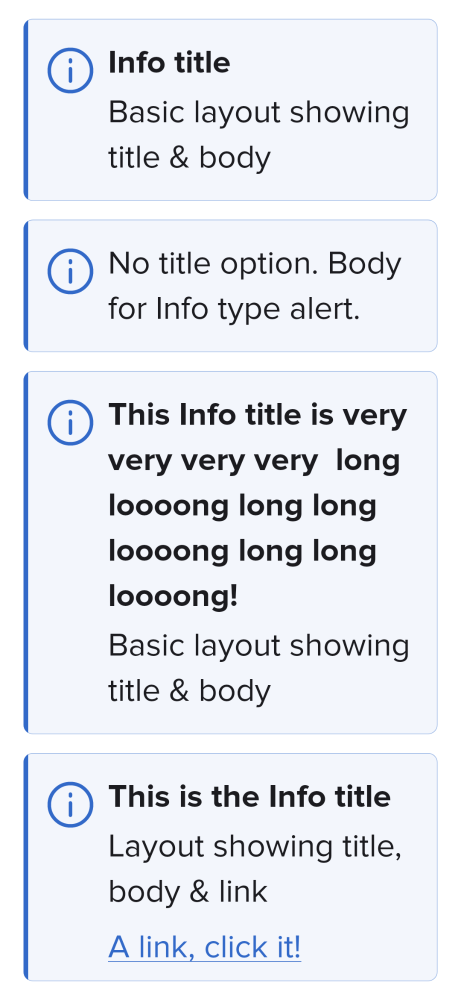 Info title
Basic layout showing
title & body
No title option. Body
for Info type alert.
This Info title is very
very very very  long
loooong long long
loooong long long
loooong!
Basic layout showing
title & body
This is the Info title
Layout showing title,
body & link
A link, click it!